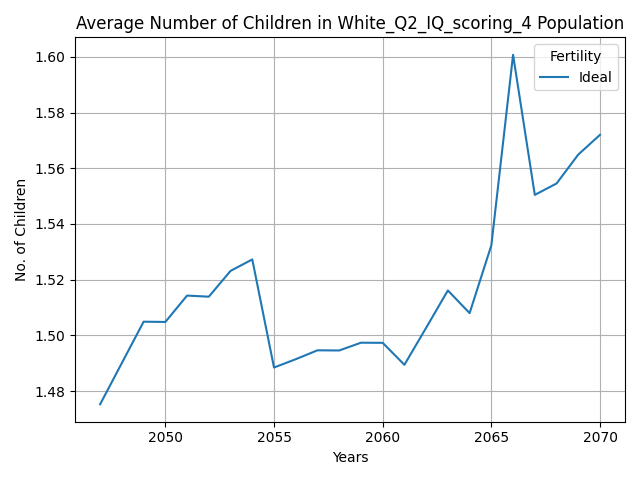 Average Number of Children in White_Q2_IQ_scoring_4 Population
Fertility
Ideal
No. of Children
1.60
1.58
1.56
1.54
1.52
1.50
1.48
2050
2055
2060
2065
2070
Years